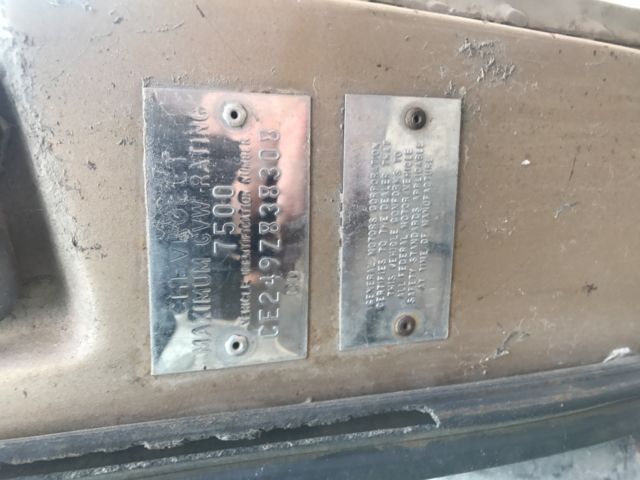 CHEVROLET
MAXIMUM GVW RATING
7500
VEHICLE IDENTIFICATION NUMBER
CE249Z838308
GENERAL MOTORS CORPORATION
CERTIFIES TO THE DEALER THAT
THIS VEHICLE CONFORMS TO
ALL FEDERAL MOTOR VEHICLE
SAFETY STANDARDS APPLICABLE
AT TIME OF MANUFACTURE